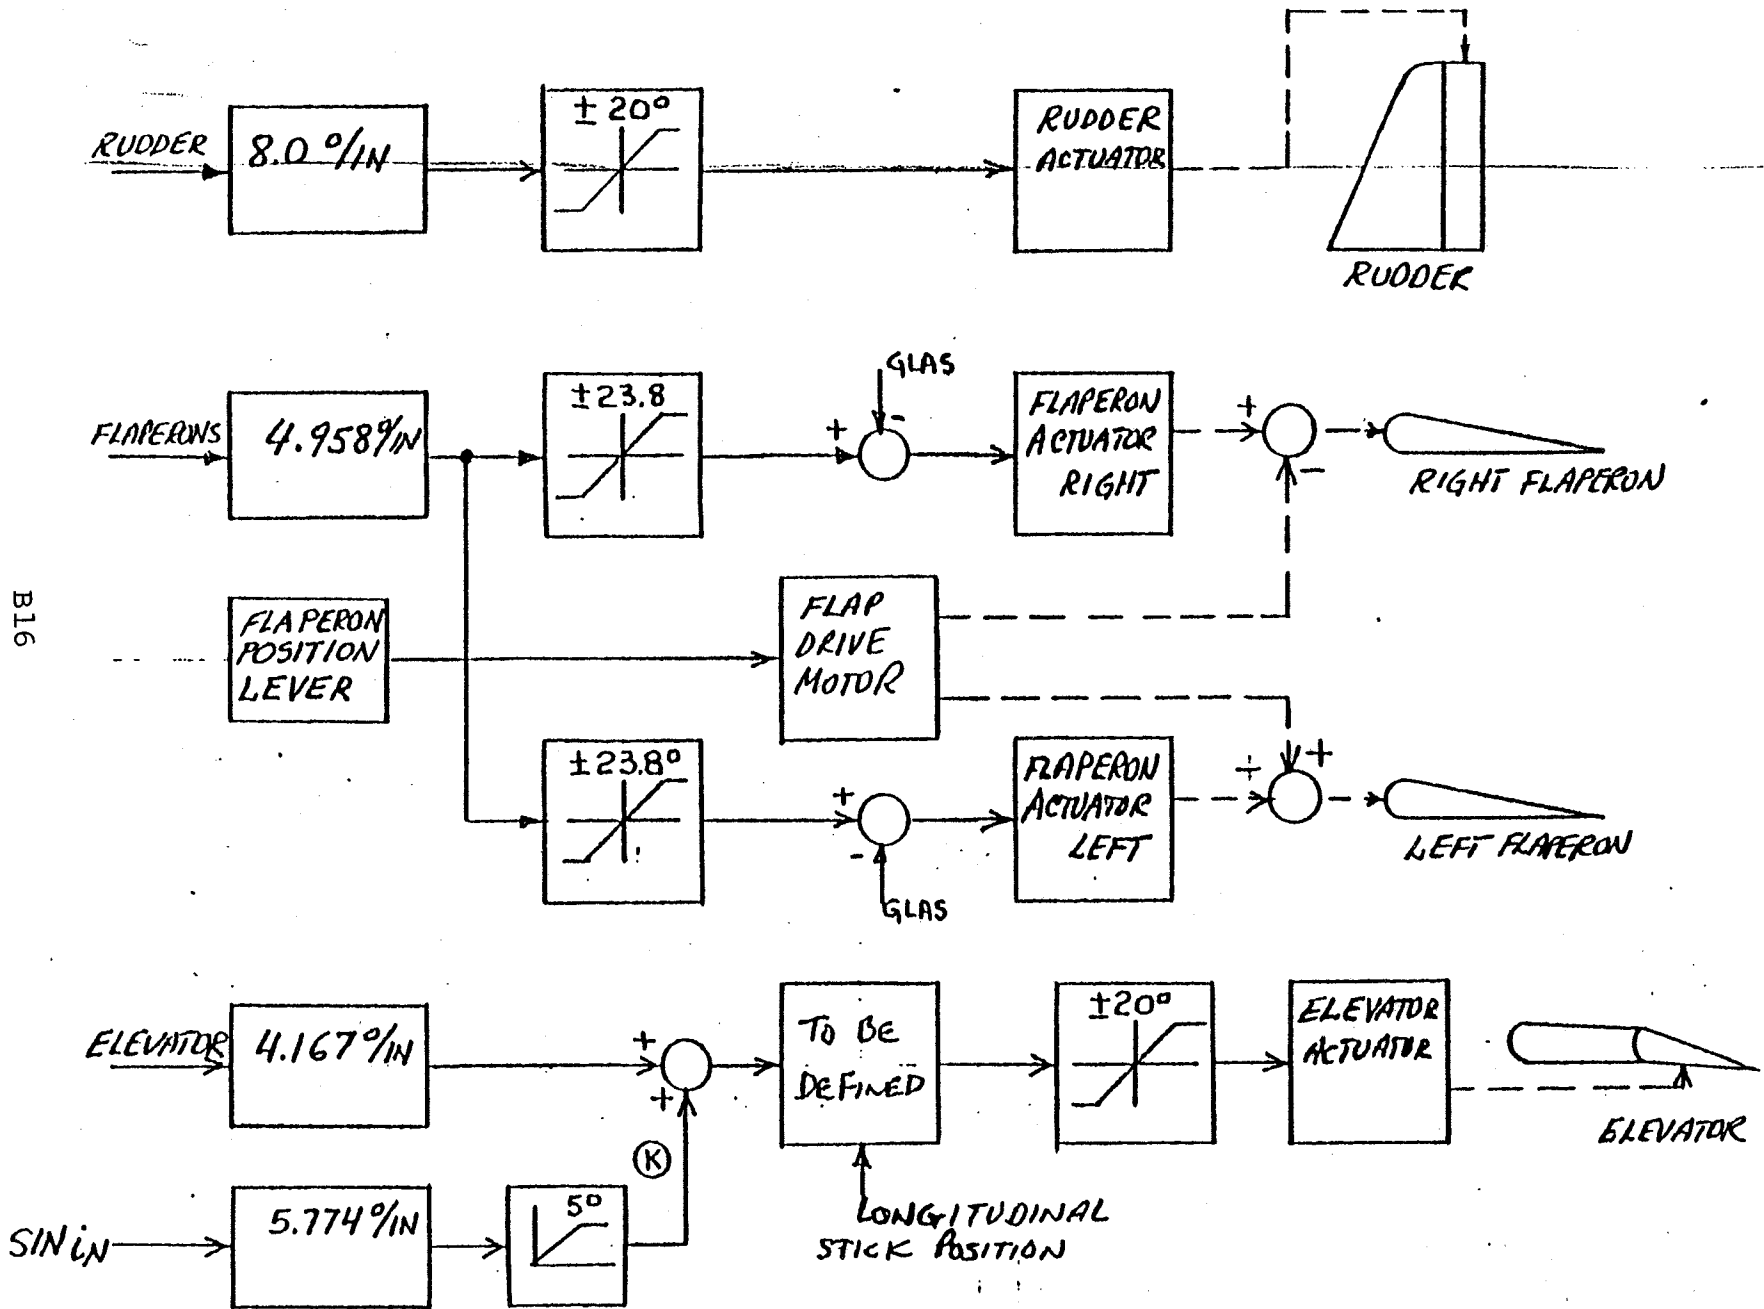 RUDDER
8.0 °/IN
± 20°
RUDDER
ACTUATOR
RUDDER
FLAPERONS
4.958°/IN
±23.8
GLAS
+
-
FLAPERON
ACTUATOR
RIGHT
+
-
RIGHT FLAPERON
B16
FLAPERON
POSITION
LEVER
FLAP
DRIVE
MOTOR
±23.8°
+
-
GLAS
FLAPERON
ACTUATOR
LEFT
+
+
LEFT FLAPERON
ELEVATOR
4.167°/IN
+
+
K
TO BE
DEFINED
±20°
ELEVATOR
ACTUATOR
ELEVATOR
SIN iN
5.774°/IN
5°
LONGITUDINAL
STICK POSITION